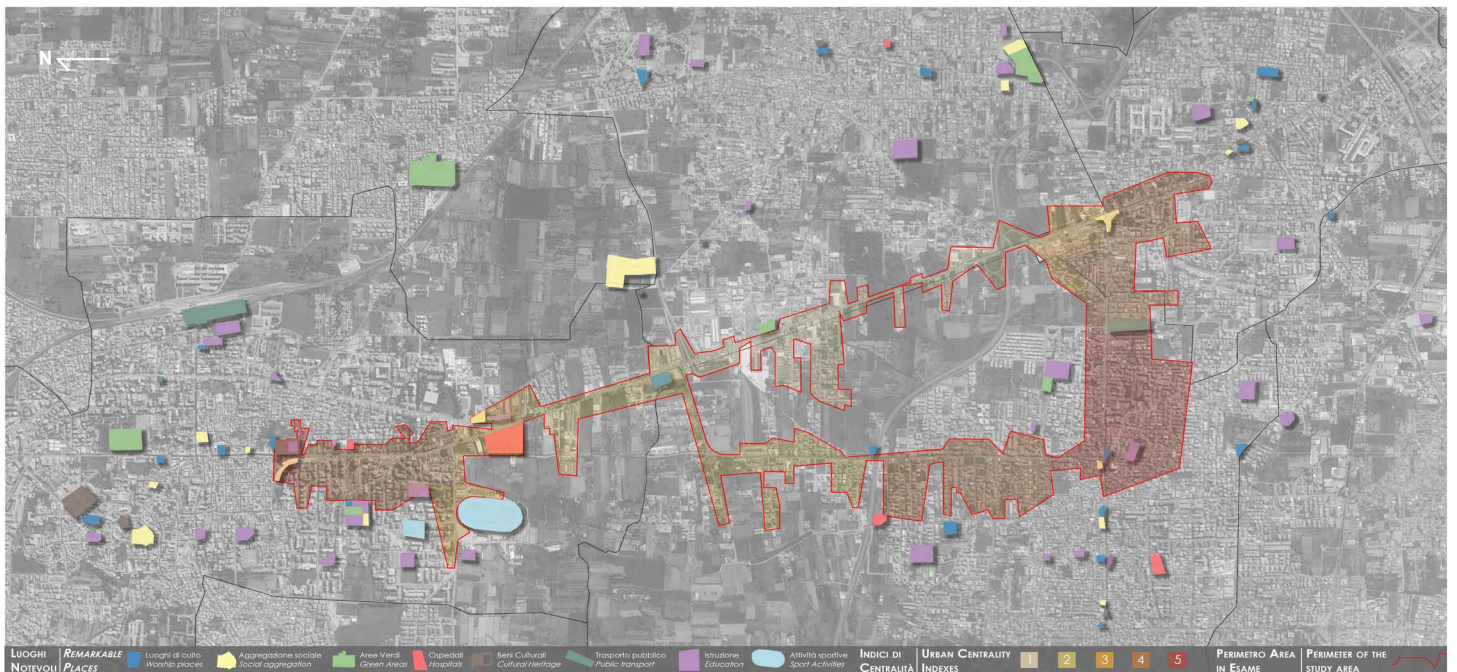 N
LUOGHI NOTEVOLI
REMARKABLE PLACES
Luoghi di culto
Worship places
Aggregazione sociale
Social aggregation
Aree Verdi
Green Areas
Ospedali
Hospitals
Beni Culturali
Cultural Heritage
Trasporto pubblico
Public transport
Istruzione
Education
Attività sportive
Sport Activities
INDICI DI CENTRALITÀ
URBAN CENTRALITY INDEXES
1
2
3
4
5
PERIMETRO AREA IN ESAME
PERIMETER OF THE STUDY AREA